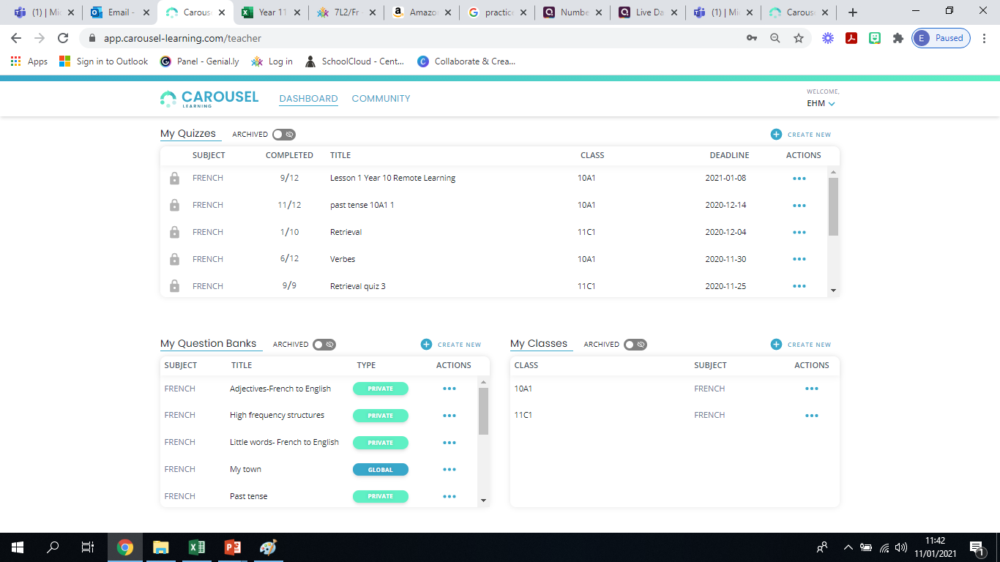 (1) | Mic
Email -
Carouse
Year 11
7L2/Fr
Amazon
practice
Numbe
Live Da
(1) | Mi
Carouse
app.carousel-learning.com/teacher
E Paused
Apps
Sign in to Outlook
Panel - Genial.ly
Log in
SchoolCloud - Cent...
Collaborate & Crea...
CAROUSEL
LEARNING
DASHBOARD
COMMUNITY
WELCOME,
EHM
My Quizzes
ARCHIVED
CREATE NEW
SUBJECT COMPLETED TITLE CLASS DEADLINE ACTIONS
FRENCH 9/12 Lesson 1 Year 10 Remote Learning 10A1 2021-01-08
FRENCH 11/12 past tense 10A1 1 10A1 2020-12-14
FRENCH 1/10 Retrieval 11C1 2020-12-04
FRENCH 6/12 Verbes 10A1 2020-11-30
FRENCH 9/9 Retrieval quiz 3 11C1 2020-11-25
My Question Banks
ARCHIVED
CREATE NEW
SUBJECT TITLE TYPE ACTIONS
FRENCH Adjectives-French to English PRIVATE
FRENCH High frequency structures PRIVATE
FRENCH Little words- French to English PRIVATE
FRENCH My town GLOBAL
FRENCH Past tense PRIVATE
My Classes
ARCHIVED
CREATE NEW
CLASS SUBJECT ACTIONS
10A1 FRENCH
11C1 FRENCH
11:42
11/01/2021
1